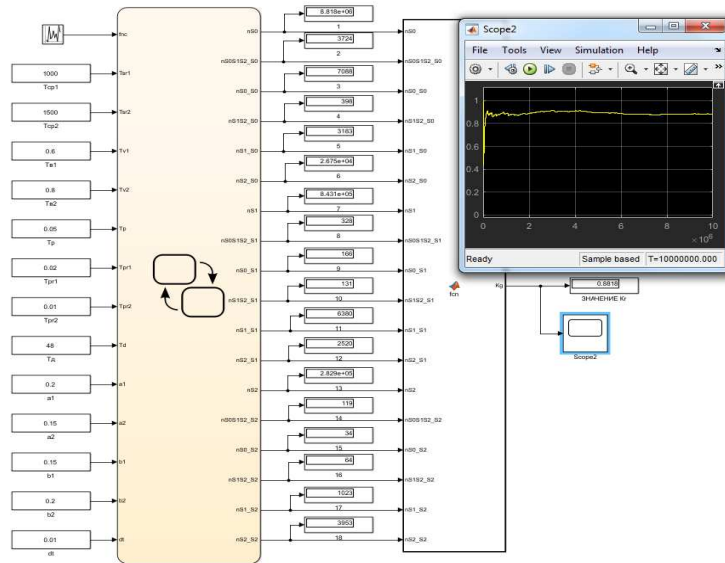 fnc
1000
Tsr1
Tcp1
1500
Tsr2
Tcp2
0.6
Tv1
Тв1
0.8
Tv2
Тв2
0.05
Tp
Tp
0.02
Tpr1
Tpr1
0.01
Tpr2
Tpr2
48
Td
Тд
0.2
a1
a1
0.15
a2
a2
0.15
b1
b1
0.2
b2
b2
0.01
dt
dt
nS0
6.818e+06
1
nS0
nS0S1S2_S0
3724
2
nS0S1S2_S0
nS0_S0
7088
3
nS0_S0
nS1S2_S0
398
4
nS1S2_S0
nS1_S0
3183
5
nS1_S0
nS2_S0
2.675e+04
6
nS2_S0
nS1
8.431e+05
7
nS1
nS0S1S2_S1
328
8
nS0S1S2_S1
nS0_S1
166
9
nS0_S1
nS1S2_S1
131
10
nS1S2_S1
nS1_S1
6380
11
nS1_S1
nS2_S1
2520
12
nS2_S1
nS2
2.829e+05
13
nS2
nS0S1S2_S2
119
14
nS0S1S2_S2
nS0_S2
34
15
nS0_S2
nS1S2_S2
64
16
nS1S2_S2
nS1_S2
1023
17
nS1_S2
nS2_S2
3953
18
nS2_S2
fcn
Kg
0.8818
ЗНАЧЕНИЕ Кг
Scope2
Scope2
File Tools View Simulation Help
1
0.8
0.6
0.4
0.2
0
0 2 4 6 8 10
× 10^6
Ready Sample based T=10000000.000